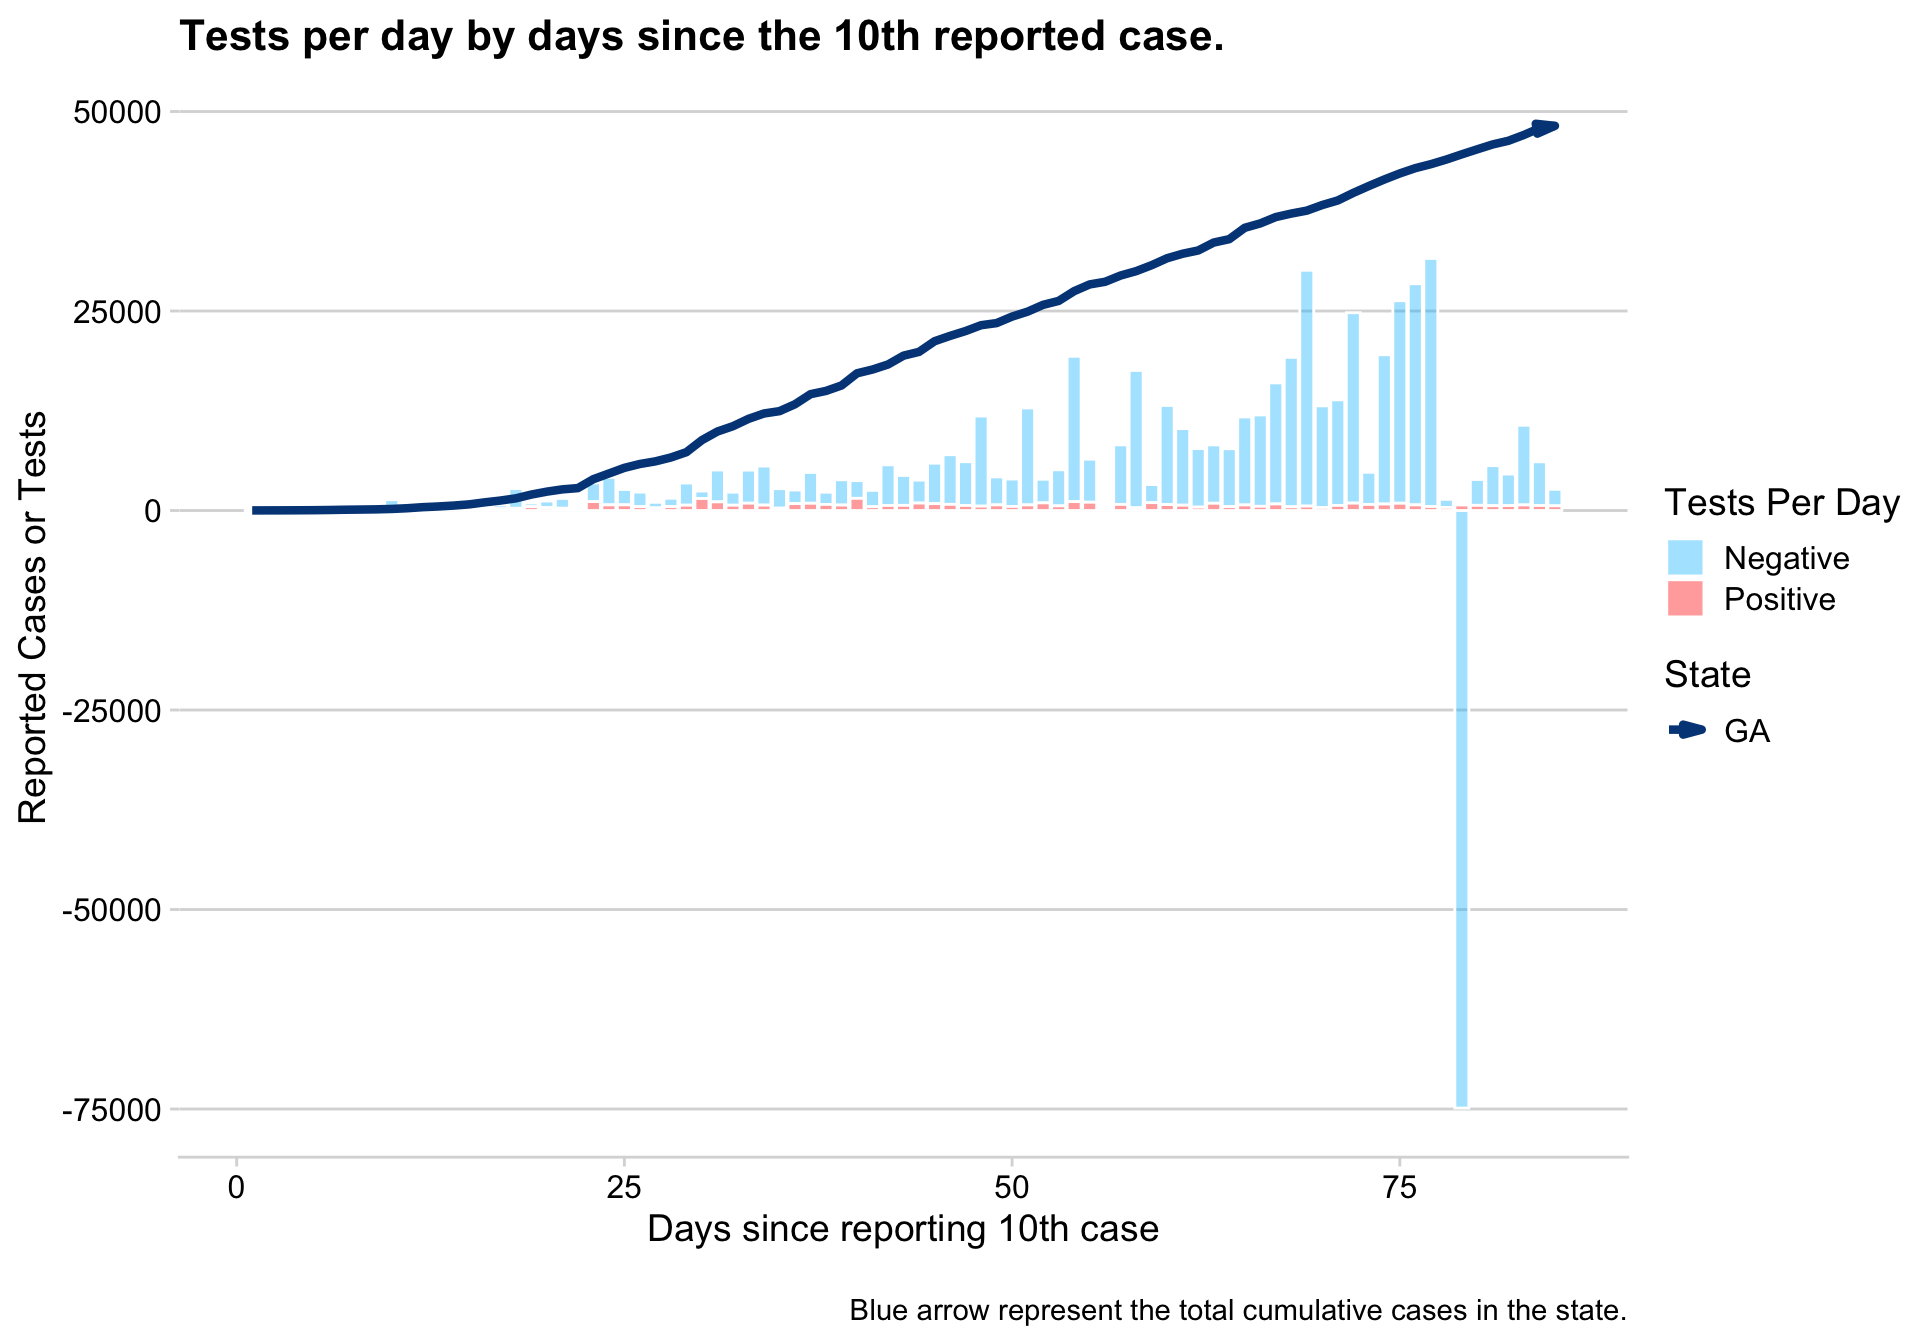 Tests per day by days since the 10th reported case.
50000
25000
0
-25000
-50000
-75000
Reported Cases or Tests
0 25 50 75
Days since reporting 10th case
Tests Per Day
Negative
Positive
State
GA
Blue arrow represent the total cumulative cases in the state.